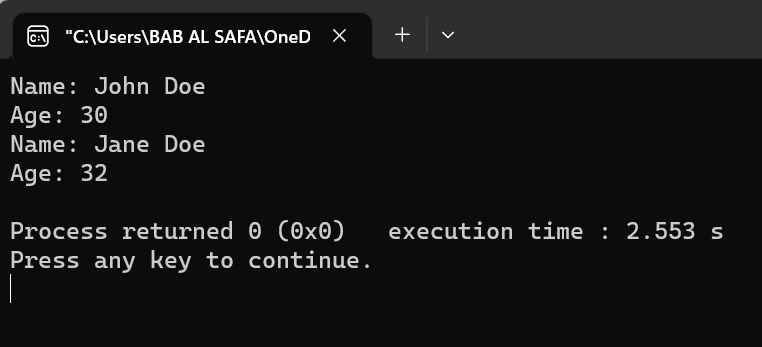 "C:\Users\BAB AL SAFA\OneD
Name: John Doe
Age: 30
Name: Jane Doe
Age: 32
Process returned 0 (0x0)   execution time : 2.553 s
Press any key to continue.